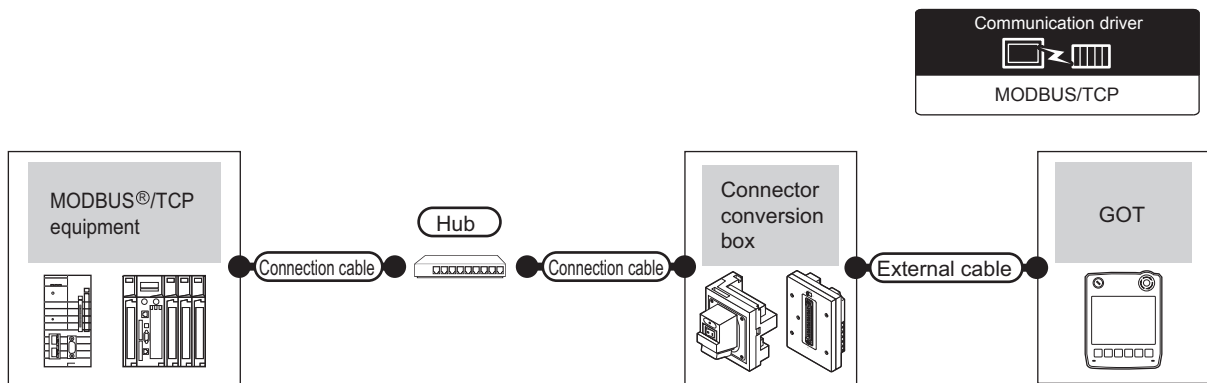 Communication driver
MODBUS/TCP
MODBUS®/TCP
equipment
Connection cable
Hub
Connection cable
Connector
conversion
box
External cable
GOT